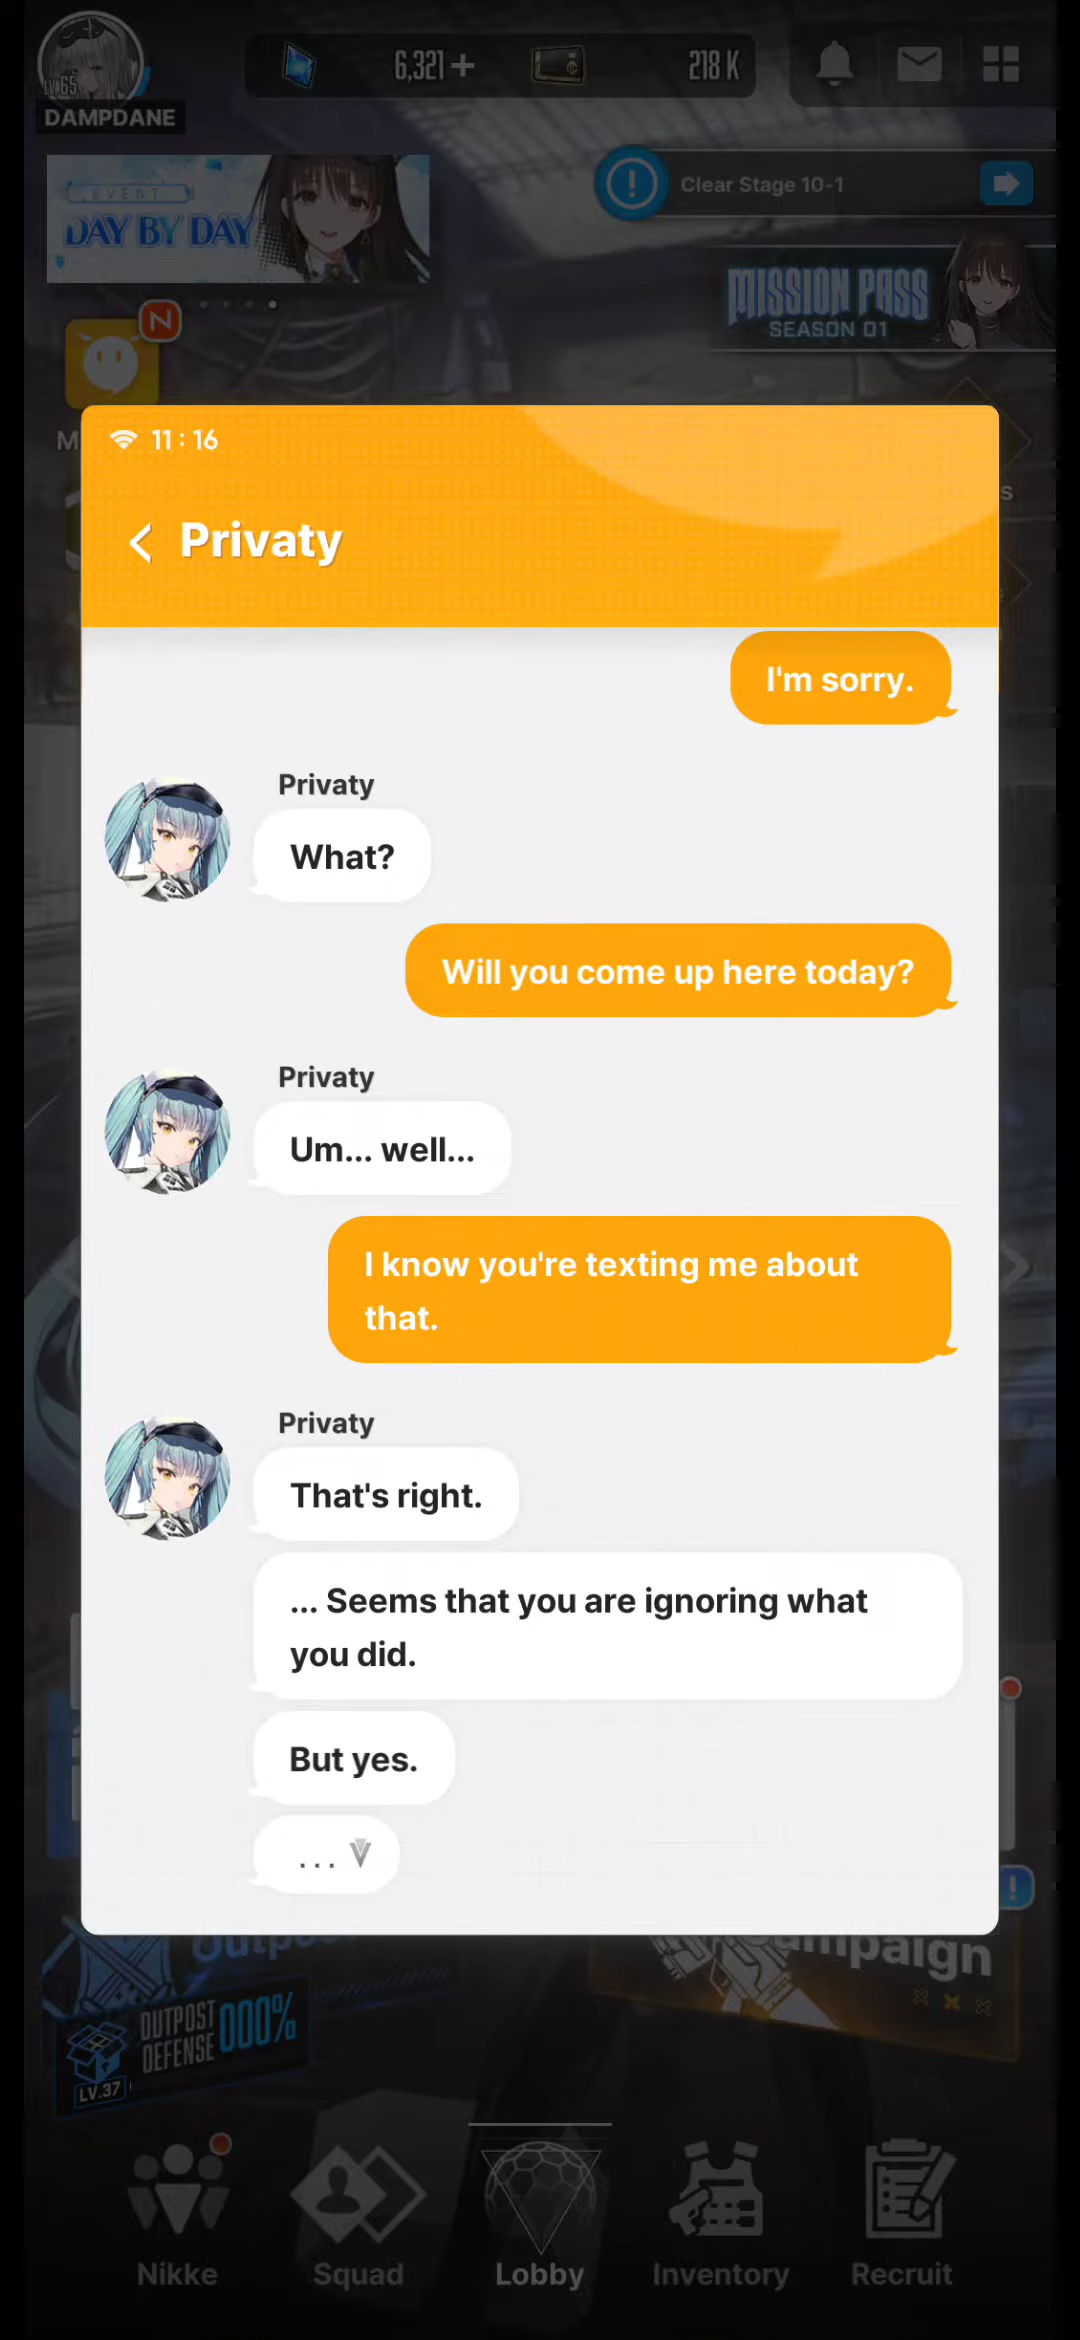 LV.65
6,321+
218 K
DAMPDANE
EVENT
DAY BY DAY
Clear Stage 10-1
MISSION PASS
SEASON 01
N
M
11 : 16
Privaty
I'm sorry.
Privaty
What?
Will you come up here today?
Privaty
Um... well...
I know you're texting me about
that.
Privaty
That's right.
... Seems that you are ignoring what
you did.
But yes.
...
OUTPOST
DEFENSE
000%
LV.37
Nikke
Squad
Lobby
Inventory
Recruit